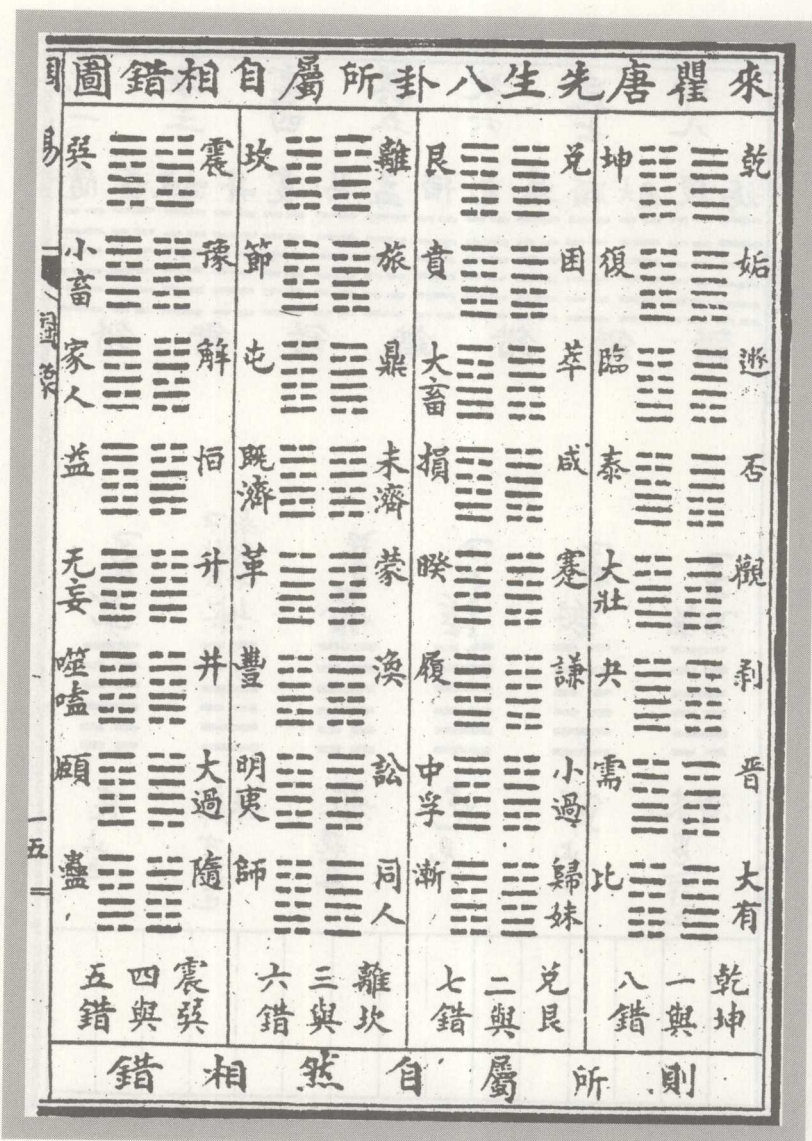 來瞿唐先生八卦所屬自相錯圖
乾 坤
姤 復
遯 臨
否 泰
觀 大壯
剥 夬
晋 需
大有 比
乾坤
一與
八錯
兌 艮
困 賁
萃 大畜
咸 損
蹇 睽
謙 履
小過 中孚
歸妹 漸
兌艮
二與
七錯
離 坎
旅 節
鼎 屯
未濟 既濟
蒙 革
渙 豐
訟 明夷
同人 師
離坎
三與
六錯
震 巽
豫 小畜
解 家人
恒 益
升 无妄
井 噬嗑
大過 頤
隨 蠱
震巽
四與
五錯
則所屬自然相錯
一五